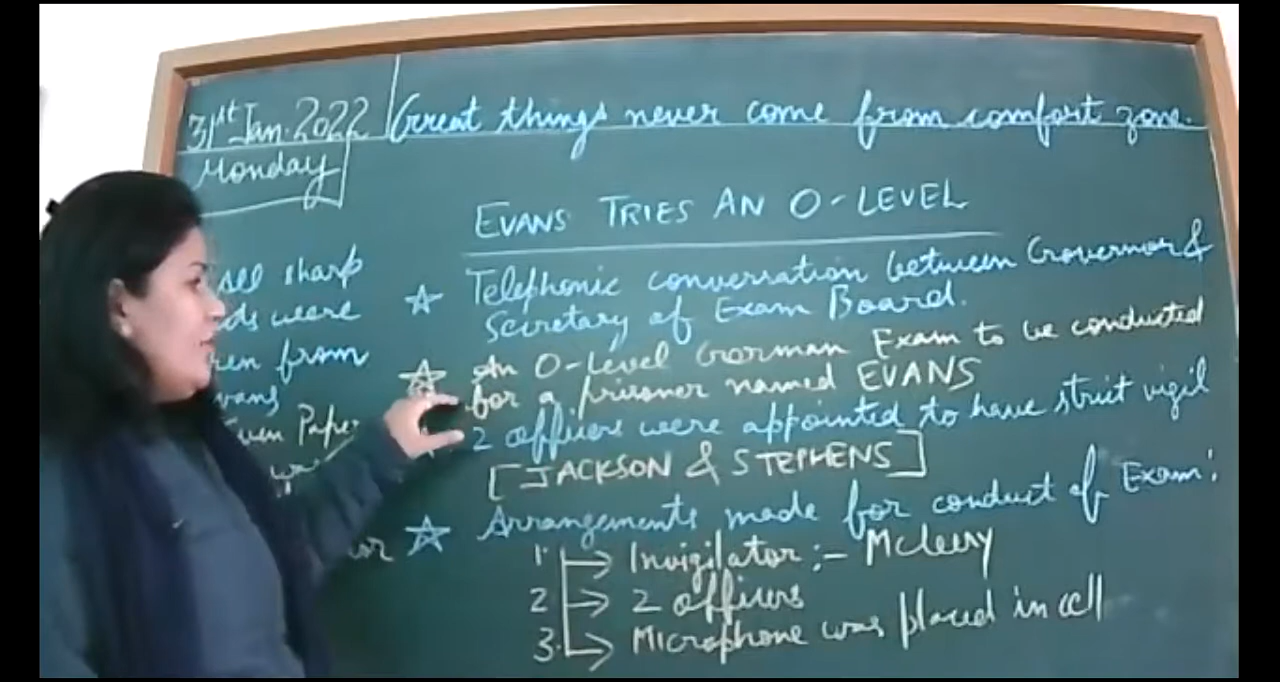 31st Jan. 2022
Monday
Great things never come from comfort zone.
EVANS TRIES AN O-LEVEL
sharp
were
from
Paper
☆ Telephonic conversation between Governor &
Secretary of Exam Board.
☆ An O-level German Exam to be conducted
for a prisoner named EVANS
2 officers were appointed to have strict vigil
[JACKSON & STEPHENS]
☆ Arrangements made for conduct of Exam:
1. → Invigilator :- Mcleery
2 → 2 officers
3. → Microphone was placed in cell